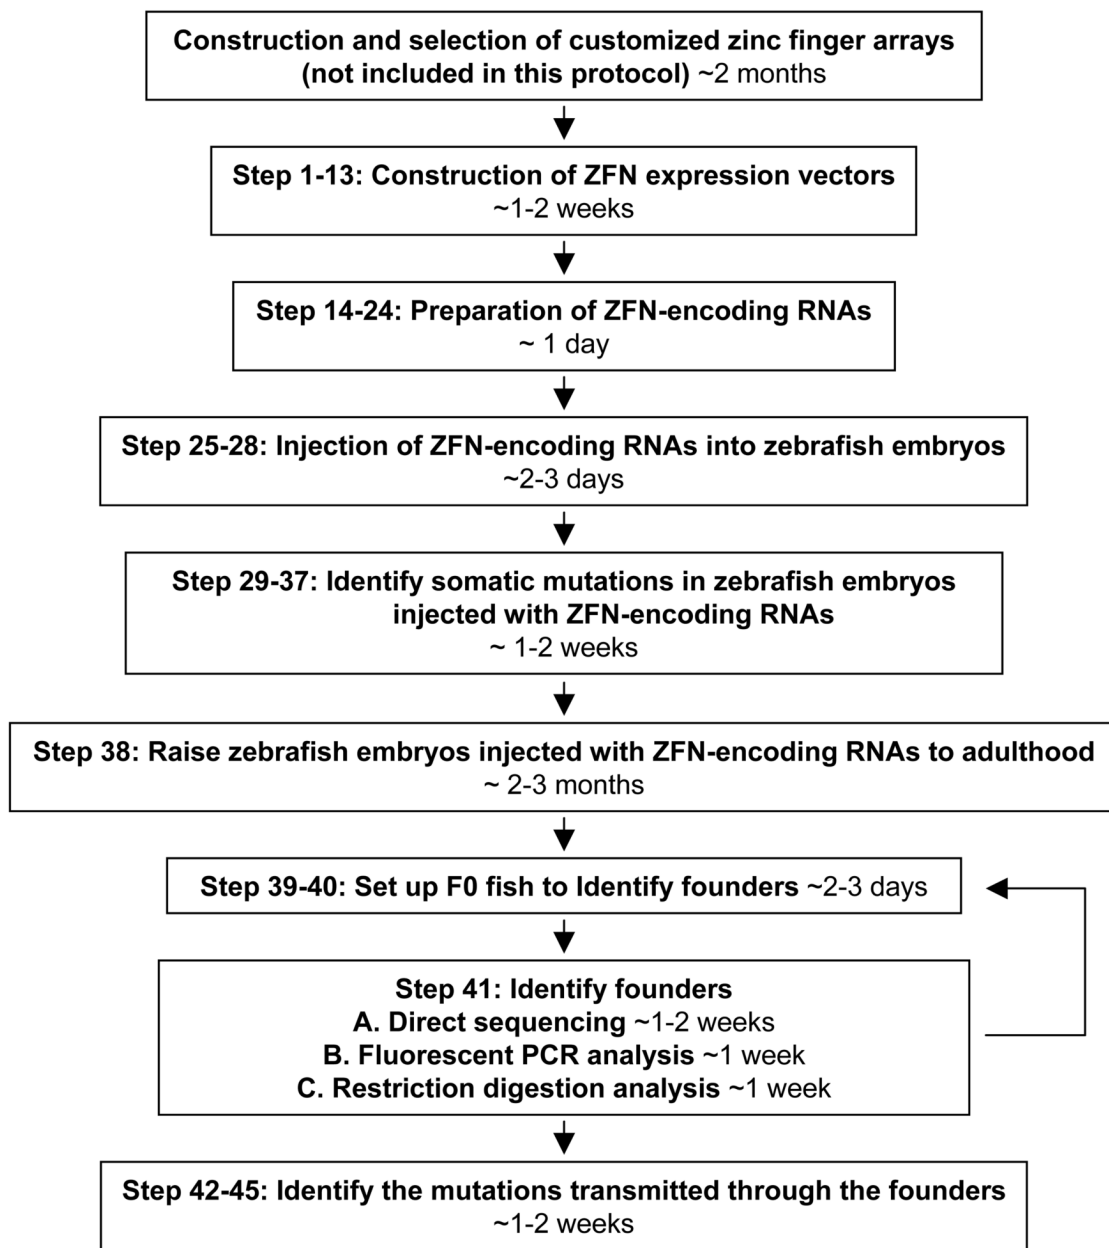 Construction and selection of customized zinc finger arrays
(not included in this protocol) ~2 months
Step 1-13: Construction of ZFN expression vectors
~1-2 weeks
Step 14-24: Preparation of ZFN-encoding RNAs
~ 1 day
Step 25-28: Injection of ZFN-encoding RNAs into zebrafish embryos
~2-3 days
Step 29-37: Identify somatic mutations in zebrafish embryos
injected with ZFN-encoding RNAs
~ 1-2 weeks
Step 38: Raise zebrafish embryos injected with ZFN-encoding RNAs to adulthood
~ 2-3 months
Step 39-40: Set up F0 fish to Identify founders ~2-3 days
Step 41: Identify founders
A. Direct sequencing ~1-2 weeks
B. Fluorescent PCR analysis ~1 week
C. Restriction digestion analysis ~1 week
Step 42-45: Identify the mutations transmitted through the founders
~1-2 weeks